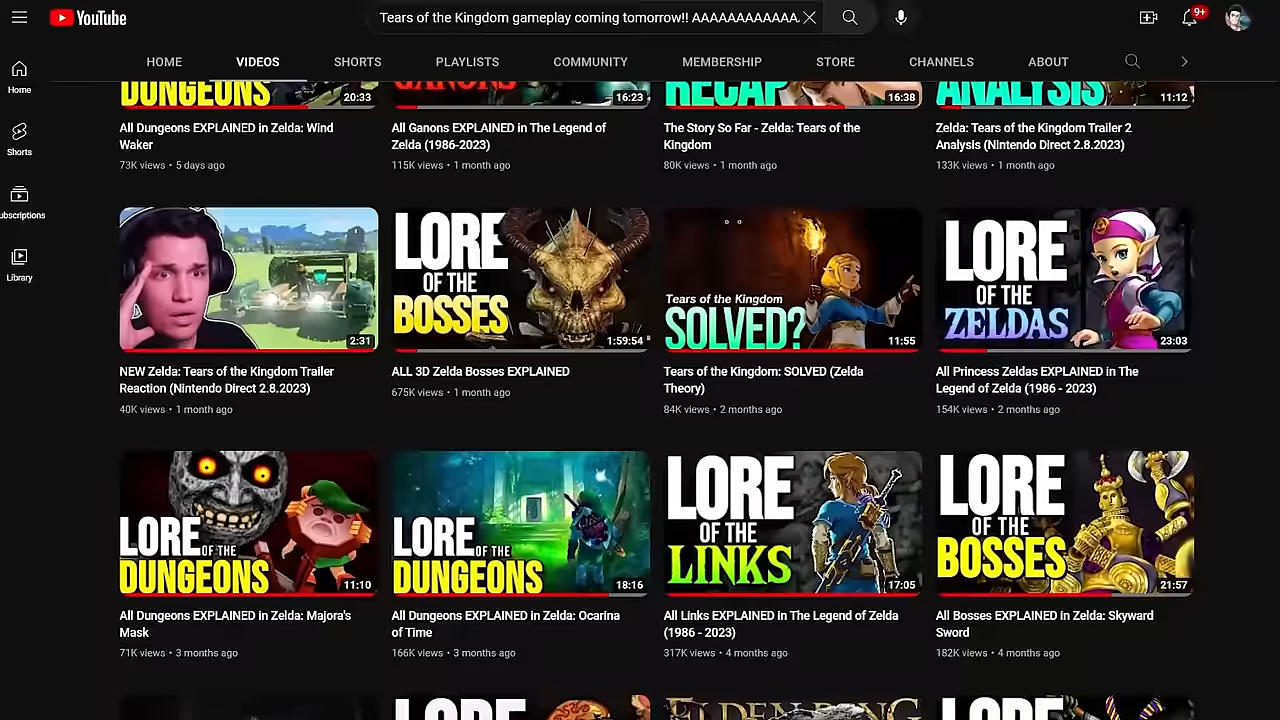 YouTube
Tears of the Kingdom gameplay coming tomorrow!! AAAAAAAAAAAA.
9+
HOME VIDEOS SHORTS PLAYLISTS COMMUNITY MEMBERSHIP STORE CHANNELS ABOUT
Home
Shorts
ubscriptions
Library
DUNGEONS
20:33
GANONS
16:23
RECAP
16:38
ANALYSIS
11:12
All Dungeons EXPLAINED in Zelda: Wind
Waker
73K views • 5 days ago
All Ganons EXPLAINED in The Legend of
Zelda (1986-2023)
115K views • 1 month ago
The Story So Far - Zelda: Tears of the
Kingdom
80K views • 1 month ago
Zelda: Tears of the Kingdom Trailer 2
Analysis (Nintendo Direct 2.8.2023)
133K views • 1 month ago
2:31
LORE
OF THE
BOSSES
1:59:54
Tears of the Kingdom
SOLVED?
11:55
LORE
OF THE
ZELDAS
23:03
NEW Zelda: Tears of the Kingdom Trailer
Reaction (Nintendo Direct 2.8.2023)
40K views • 1 month ago
ALL 3D Zelda Bosses EXPLAINED
675K views • 1 month ago
Tears of the Kingdom: SOLVED (Zelda
Theory)
84K views • 2 months ago
All Princess Zeldas EXPLAINED in The
Legend of Zelda (1986 - 2023)
154K views • 2 months ago
LORE OF THE
DUNGEONS
11:10
LORE OF THE
DUNGEONS
18:16
LORE
OF THE
LINKS
17:05
LORE
OF THE
BOSSES
21:57
All Dungeons EXPLAINED in Zelda: Majora's
Mask
71K views • 3 months ago
All Dungeons EXPLAINED in Zelda: Ocarina
of Time
166K views • 3 months ago
All Links EXPLAINED in The Legend of Zelda
(1986 - 2023)
317K views • 4 months ago
All Bosses EXPLAINED in Zelda: Skyward
Sword
182K views • 4 months ago
LORE
ELDEN RING
LORE